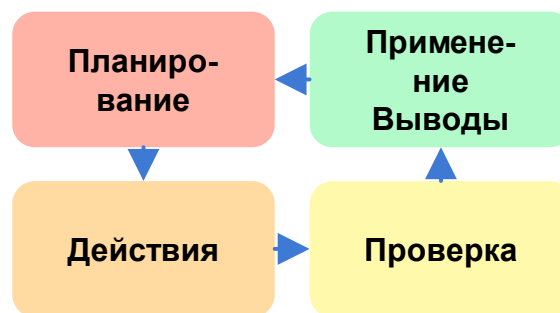 Планиро-
вание
Примене-
ние
Выводы
Действия
Проверка